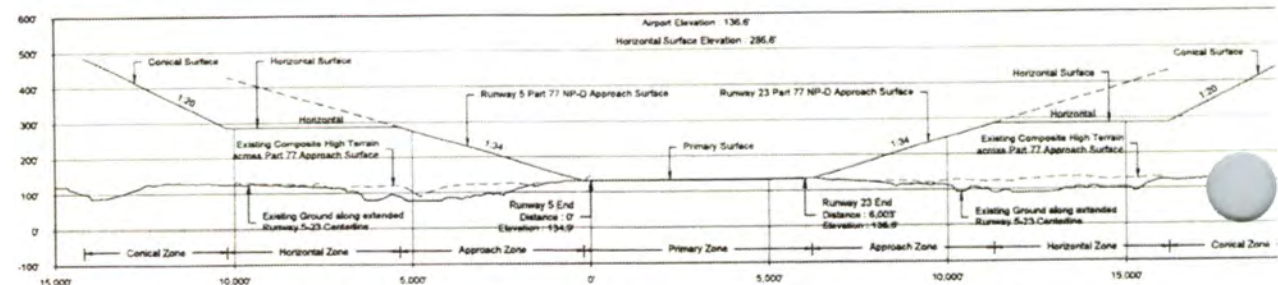 600'
Airport Elevation : 136.6'
Horizontal Surface Elevation : 286.6'
500'
Conical Surface
Horizontal Surface
Conical Surface
Horizontal Surface
400'
1:20
Runway 5 Part 77 NP-D Approach Surface
Runway 23 Part 77 NP-D Approach Surface
1:20
300'
Horizontal
Horizontal
Existing Composite High Terrain
across Part 77 Approach Surface
1:34
Primary Surface
1:34
Existing Composite High Terrain
across Part 77 Approach Surface
200'
100'
Existing Ground along extended
Runway 5-23 Centerline
Runway 5 End
Distance : 0'
Elevation : 134.9'
Runway 23 End
Distance : 6,003'
Elevation : 136.6'
Existing Ground along extended
Runway 5-23 Centerline
0'
Conical Zone
Horizontal Zone
Approach Zone
Primary Zone
Approach Zone
Horizontal Zone
Conical Zone
-100'
15,000'
10,000'
5,000'
0'
5,000'
10,000'
15,000'